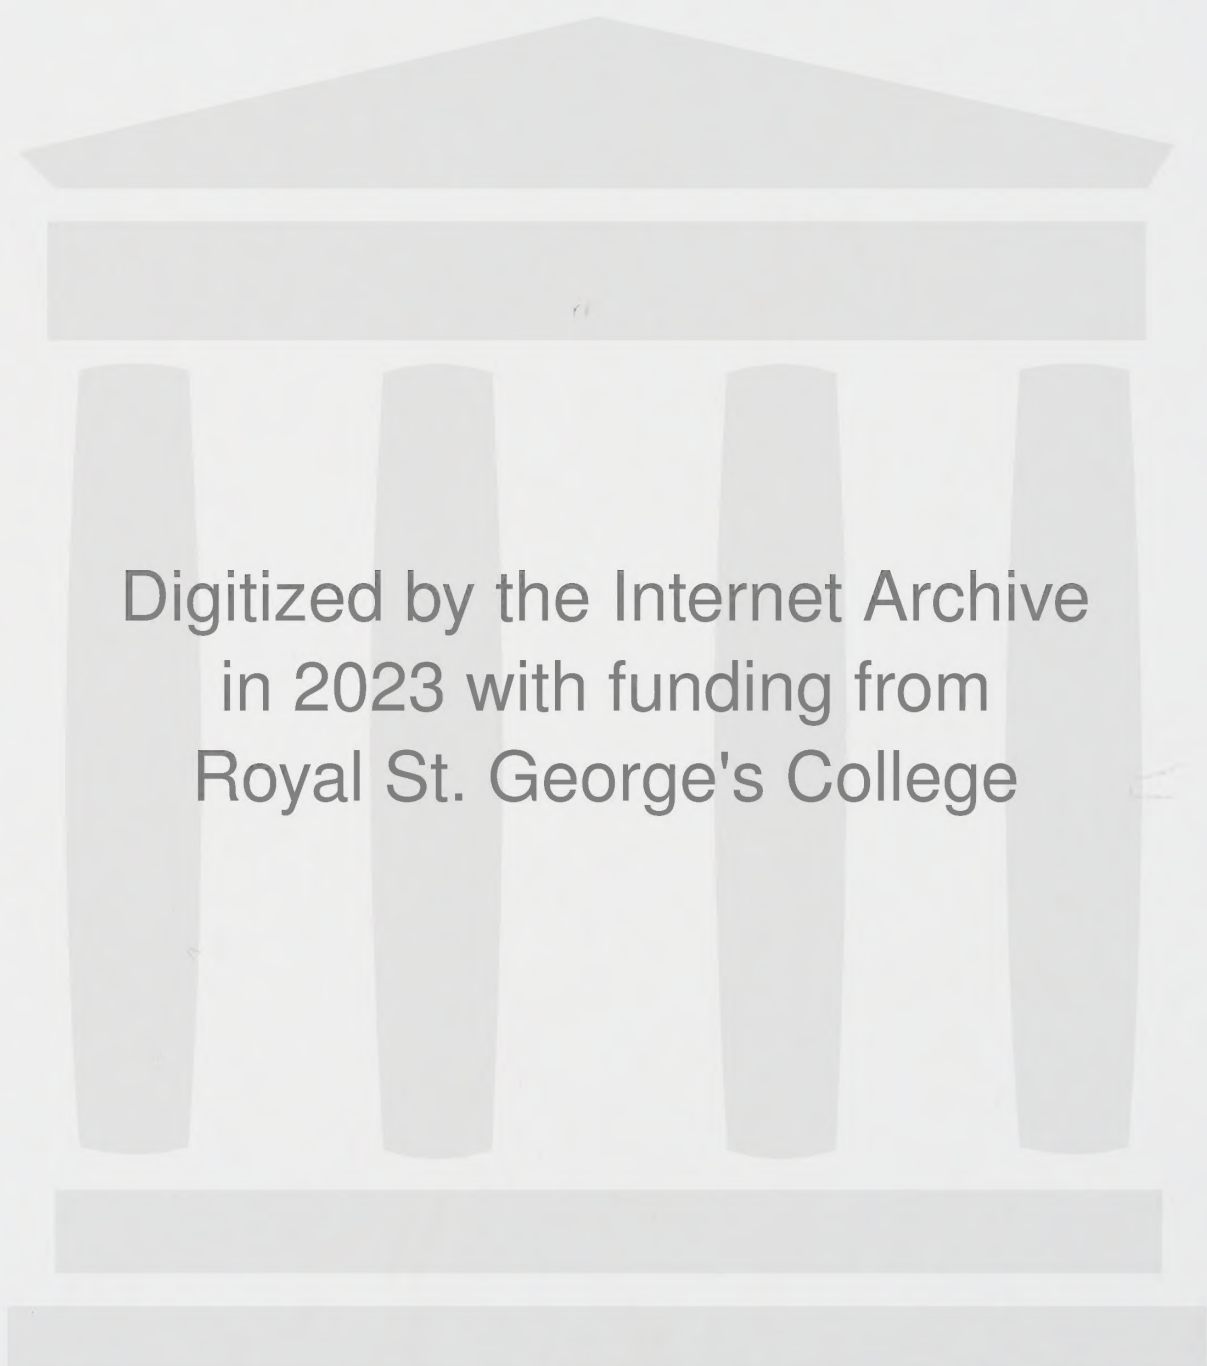 Digitized by the Internet Archive
in 2023 with funding from
Royal St. George's College